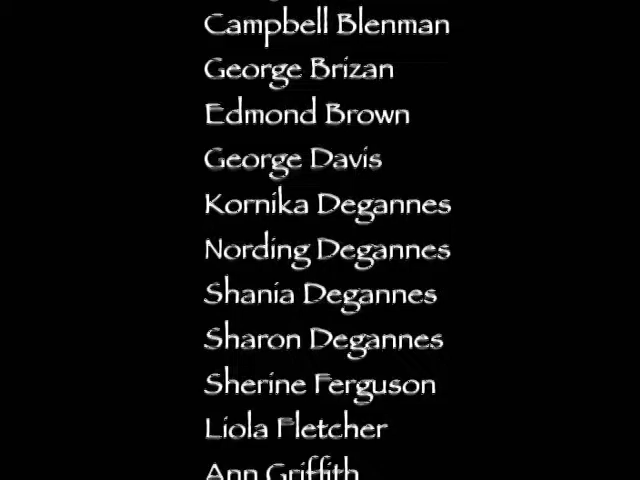 Campbell Blenman
George Brizan
Edmond Brown
George Davis
Kornika Degannes
Nording Degannes
Shania Degannes
Sharon Degannes
Sherine Ferguson
Liola Fletcher
Ann Griffith